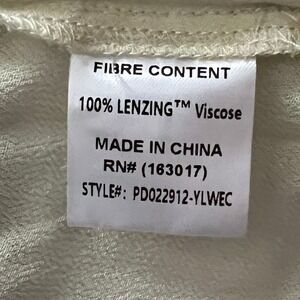 FIBRE CONTENT
100% LENZING™ Viscose
MADE IN CHINA
RN# (163017)
STYLE#: PD022912-YLWEC